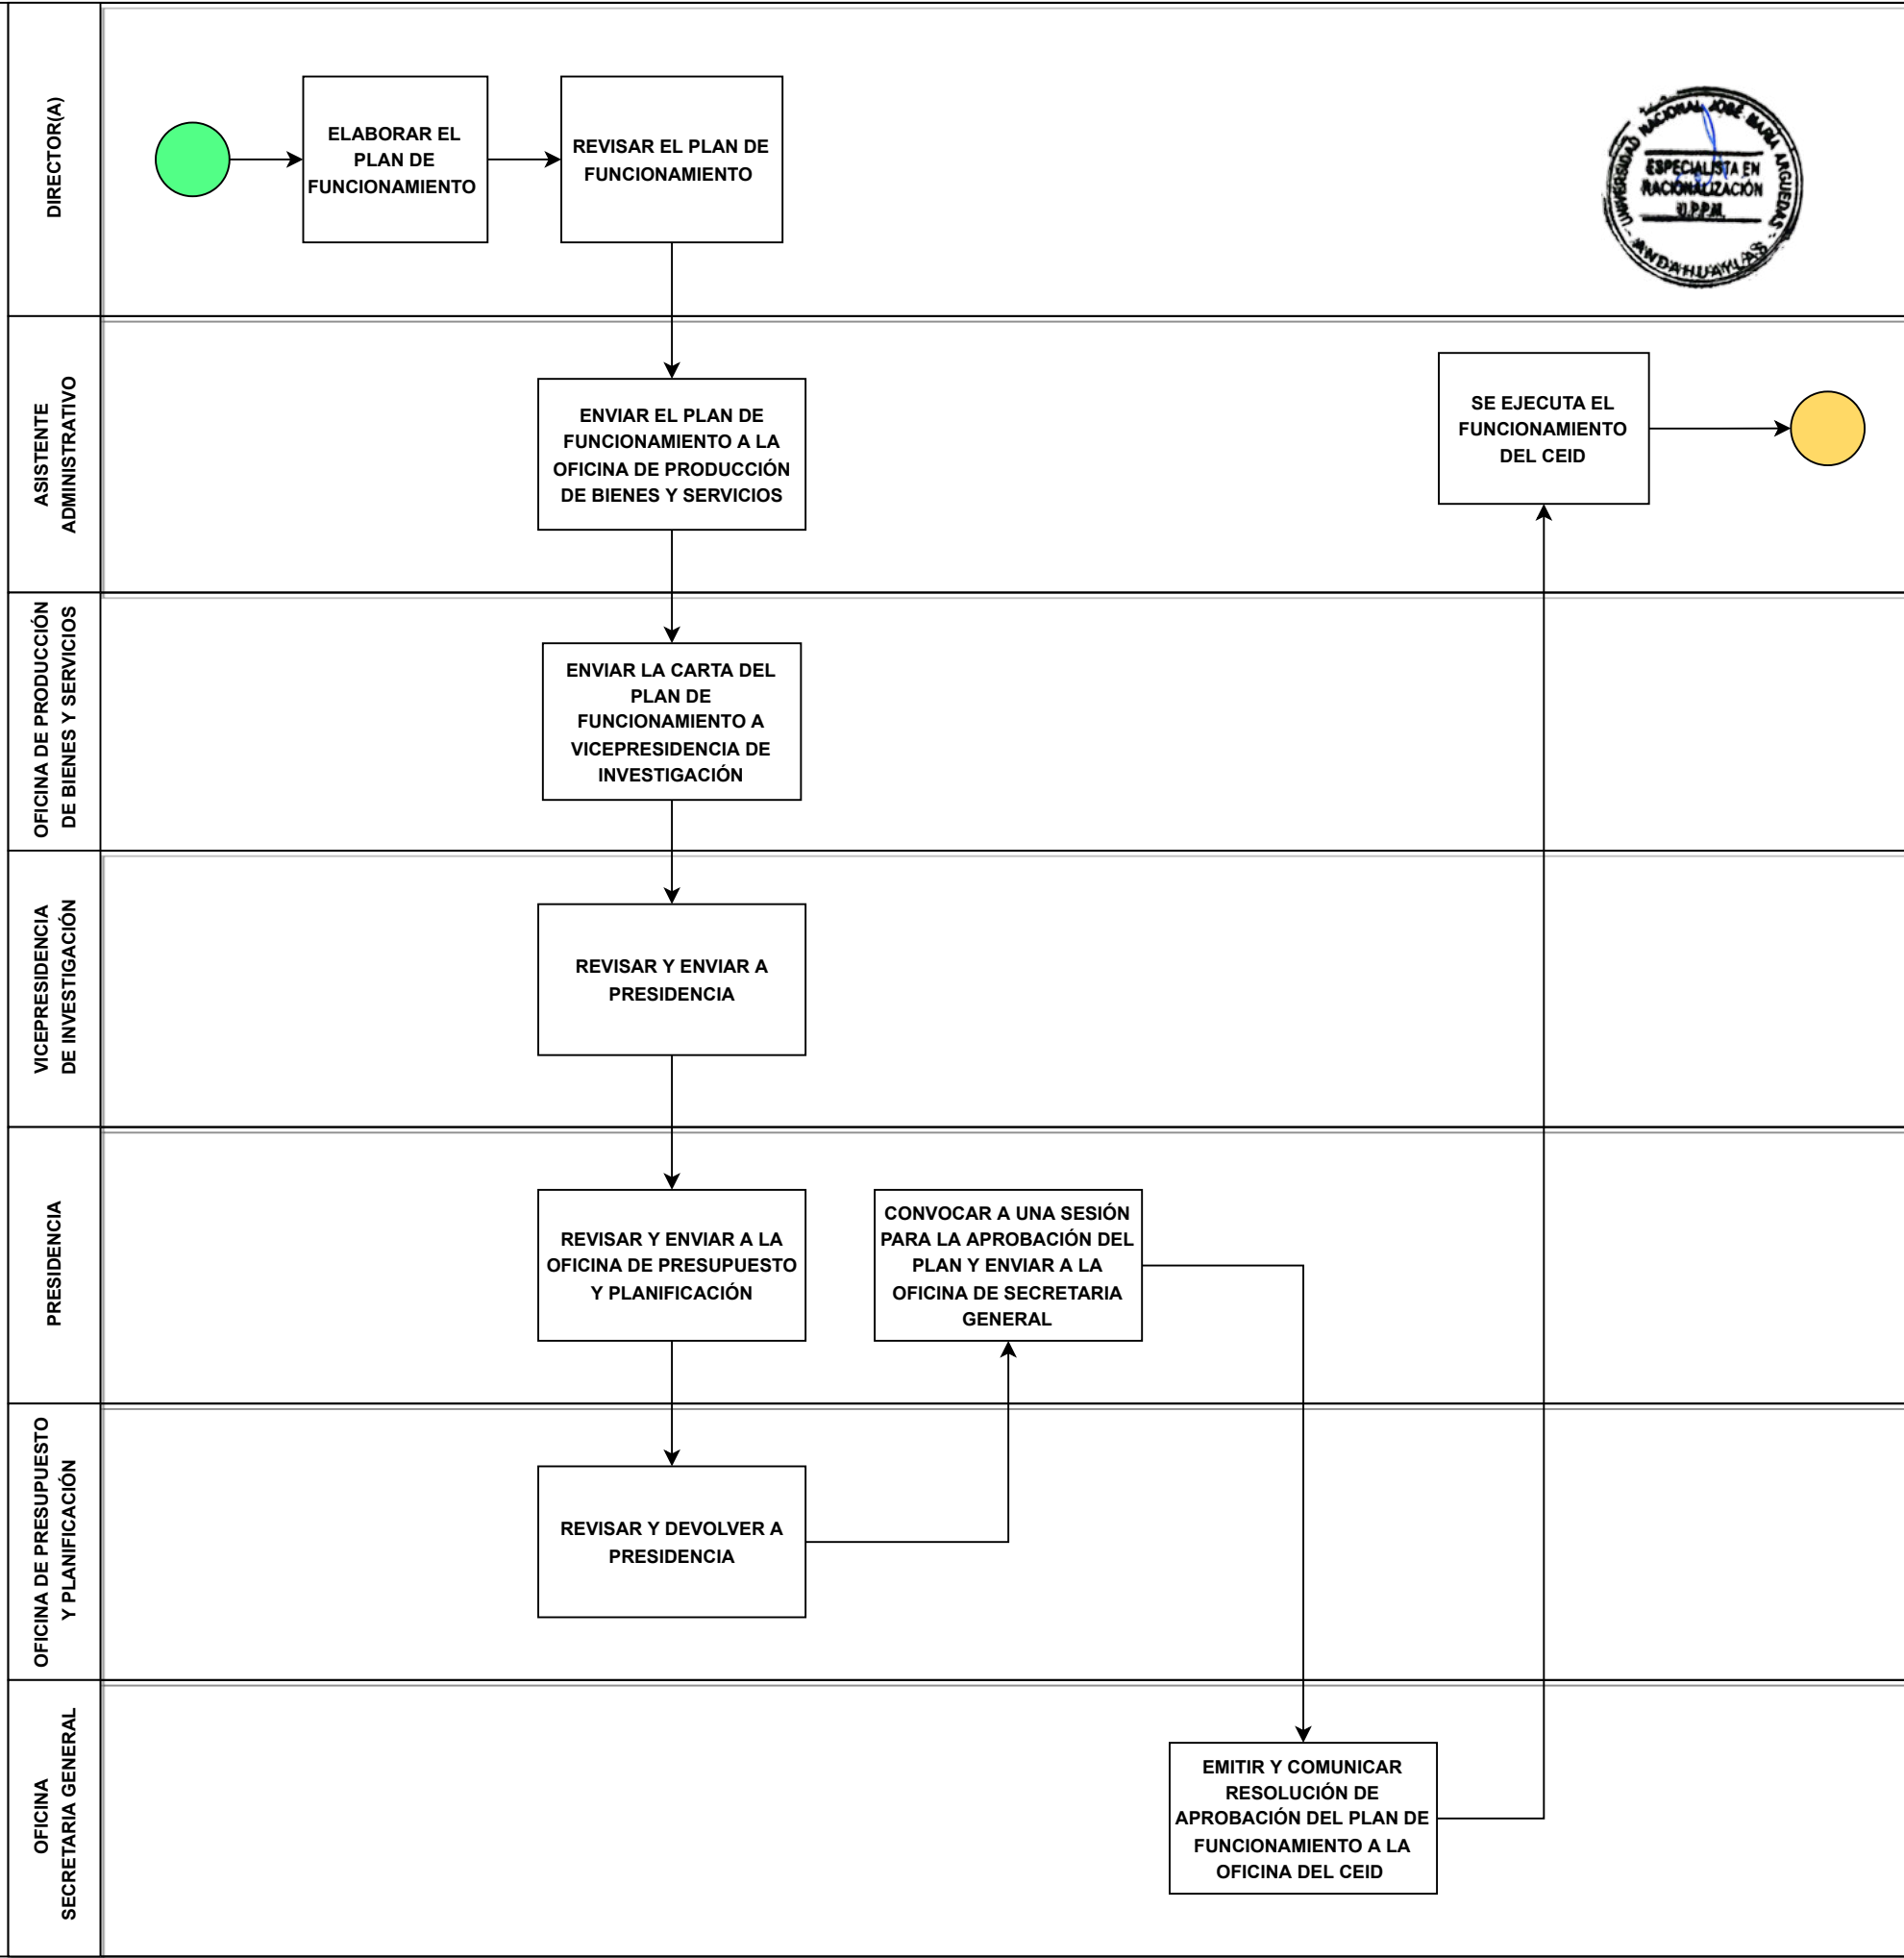 DIRECTOR(A)
ELABORAR EL
PLAN DE
FUNCIONAMIENTO
REVISAR EL PLAN DE
FUNCIONAMIENTO
UNIVERSIDAD NACIONAL JOSÉ MARÍA ARGUEDAS
ESPECIALISTA EN
RACIONALIZACIÓN
U.P.P.M.
- ANDAHUAYLAS -
ASISTENTE
ADMINISTRATIVO
ENVIAR EL PLAN DE
FUNCIONAMIENTO A LA
OFICINA DE PRODUCCIÓN
DE BIENES Y SERVICIOS
SE EJECUTA EL
FUNCIONAMIENTO
DEL CEID
OFICINA DE PRODUCCIÓN
DE BIENES Y SERVICIOS
ENVIAR LA CARTA DEL
PLAN DE
FUNCIONAMIENTO A
VICEPRESIDENCIA DE
INVESTIGACIÓN
VICEPRESIDENCIA
DE INVESTIGACIÓN
REVISAR Y ENVIAR A
PRESIDENCIA
PRESIDENCIA
REVISAR Y ENVIAR A LA
OFICINA DE PRESUPUESTO
Y PLANIFICACIÓN
CONVOCAR A UNA SESIÓN
PARA LA APROBACIÓN DEL
PLAN Y ENVIAR A LA
OFICINA DE SECRETARIA
GENERAL
OFICINA DE PRESUPUESTO
Y PLANIFICACIÓN
REVISAR Y DEVOLVER A
PRESIDENCIA
OFICINA
SECRETARIA GENERAL
EMITIR Y COMUNICAR
RESOLUCIÓN DE
APROBACIÓN DEL PLAN DE
FUNCIONAMIENTO A LA
OFICINA DEL CEID